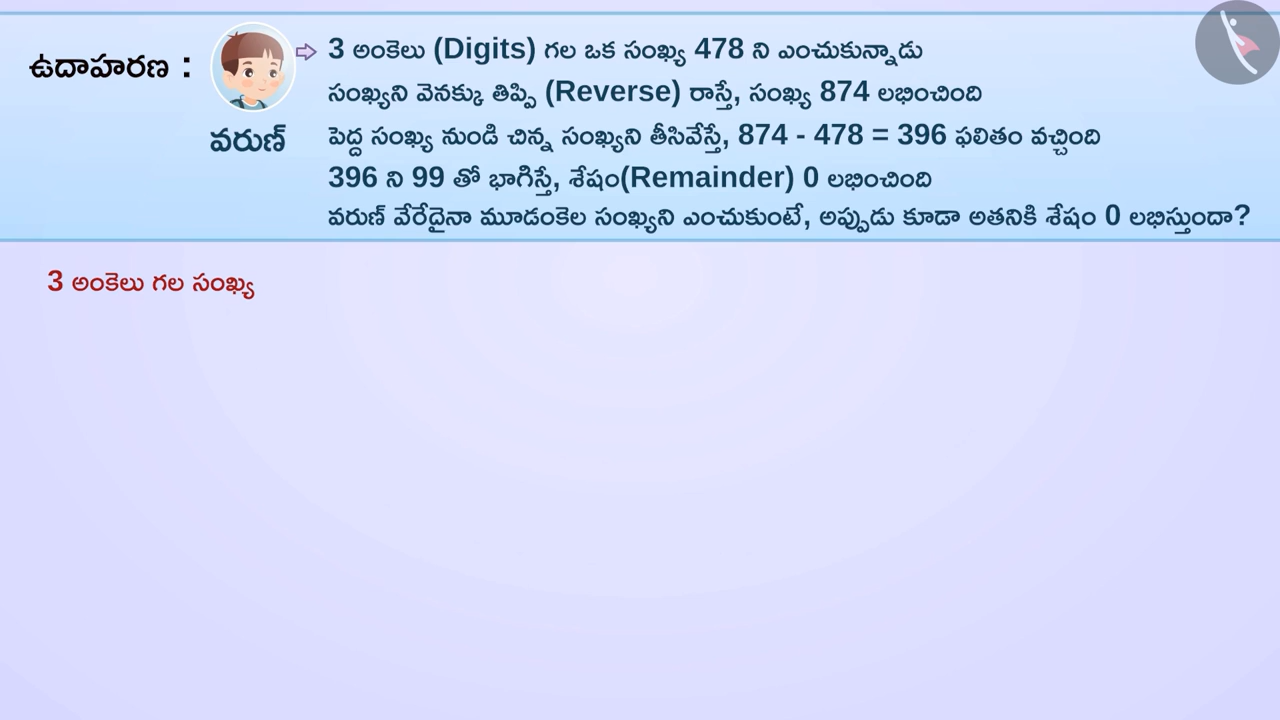 ఉదాహరణ :
వరుణ్
⇨ 3 అంకెలు (Digits) గల ఒక సంఖ్య 478 ని ఎంచుకున్నాడు
సంఖ్యని వెనక్కు తిప్పి (Reverse) రాస్తే, సంఖ్య 874 లభించింది
పెద్ద సంఖ్య నుండి చిన్న సంఖ్యని తీసివేస్తే, 874 - 478 = 396 ఫలితం వచ్చింది
396 ని 99 తో భాగిస్తే, శేషం(Remainder) 0 లభించింది
వరుణ్ వేరేదైనా మూడంకెల సంఖ్యని ఎంచుకుంటే, అప్పుడు కూడా అతనికి శేషం 0 లభిస్తుందా?
3 అంకెలు గల సంఖ్య